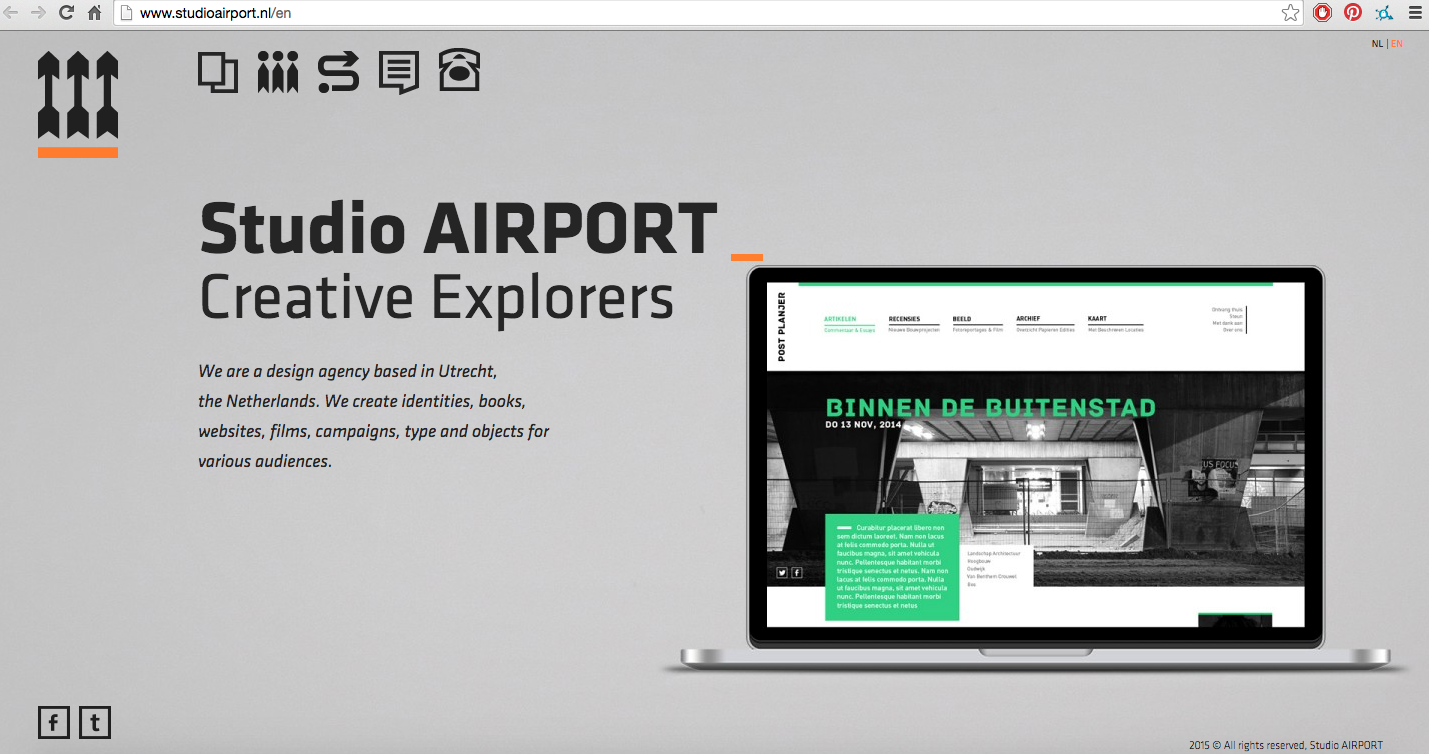 www.studioairport.nl/en
NL | EN
Studio AIRPORT
Creative Explorers
We are a design agency based in Utrecht,
the Netherlands. We create identities, books,
websites, films, campaigns, type and objects for
various audiences.
POST PLANJER
ARTIKELEN
Commentaar & Essays
RECENSIES
Nieuwe Bouwprojecten
BEELD
Fotoreportages & Film
ARCHIEF
Overzicht Papieren Edities
KAART
Met Beschreven Locaties
Ontvang thuis
Steun
Met dank aan
Over ons
BINNEN DE BUITENSTAD
DO 13 NOV, 2014
US FOCUS
Curabitur placerat libero non
sem dictum laoreet. Nam non lacus
at felis commodo porta. Nulla ut
faucibus magna, sit amet vehicula
nunc. Pellentesque habitant morbi
tristique senectus et netus. Nam non
lacus at felis commodo porta. Nulla
ut faucibus magna, sit amet vehicula
nunc. Pellentesque habitant morbi
tristique senectus et netus
Landschap Architectuur
Hoogbouw
Oudwijk
Van Benthem Crouwel
Bos
f t
2015 © All rights reserved, Studio AIRPORT